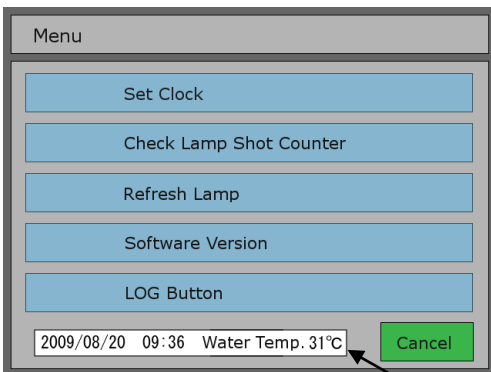 Menu
Set Clock
Check Lamp Shot Counter
Refresh Lamp
Software Version
LOG Button
2009/08/20 09:36 Water Temp. 31℃ Cancel